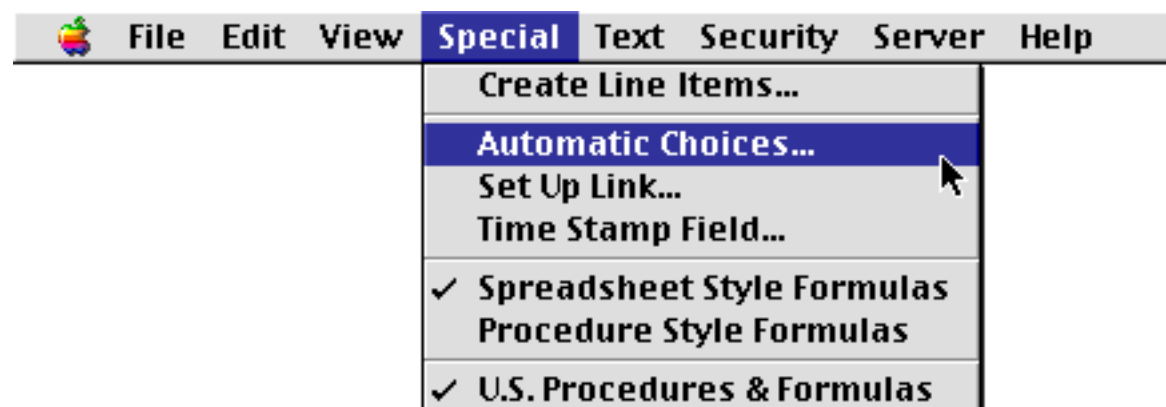 File Edit View Special Text Security Server Help
Create Line Items...
Automatic Choices...
Set Up Link...
Time Stamp Field...
✓ Spreadsheet Style Formulas
Procedure Style Formulas
✓ U.S. Procedures & Formulas